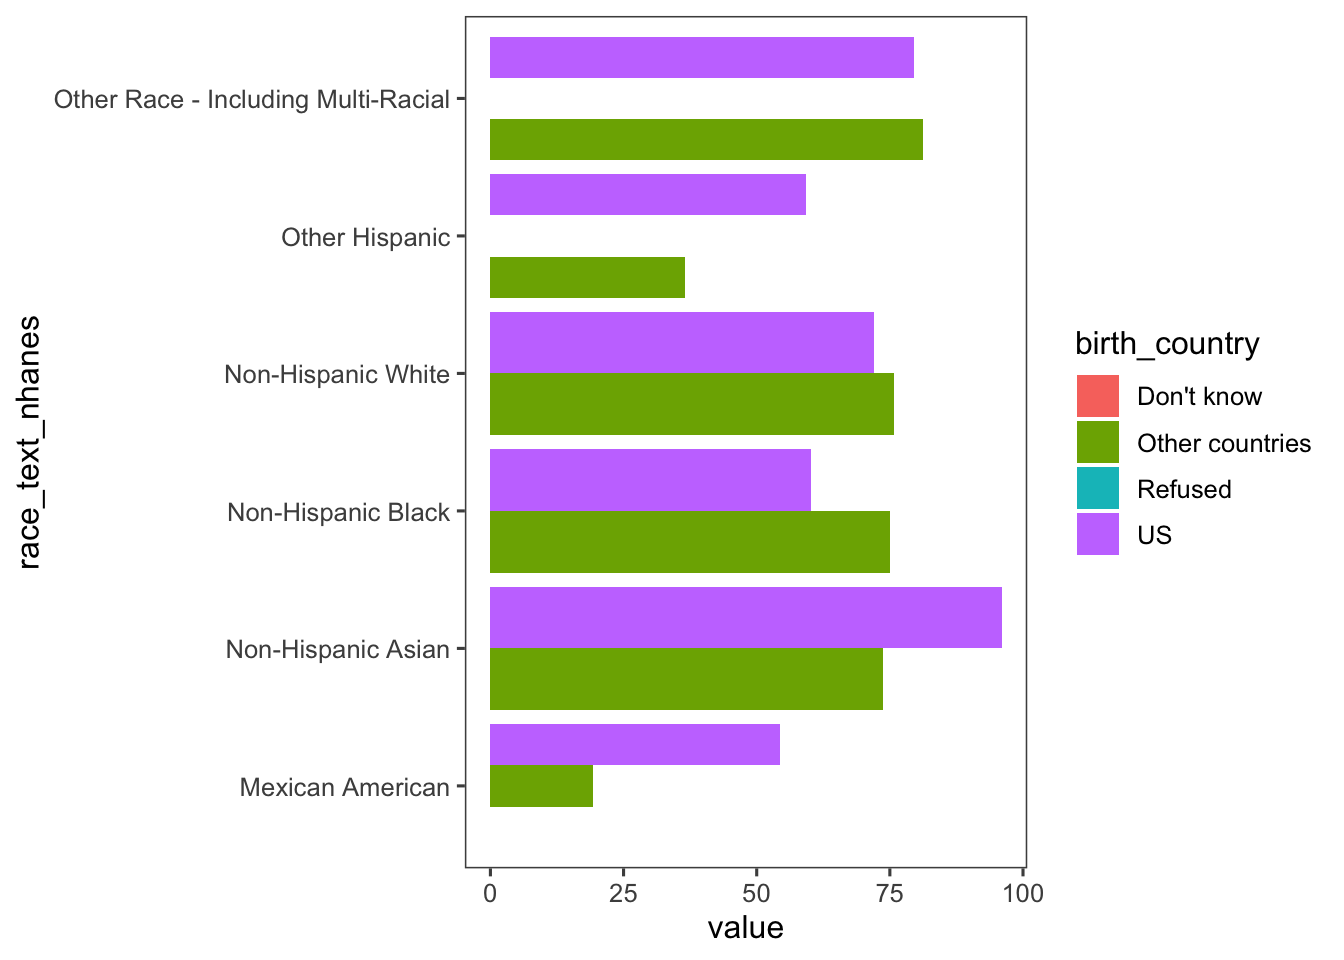 race_text_nhanes
Other Race - Including Multi-Racial
Other Hispanic
Non-Hispanic White
Non-Hispanic Black
Non-Hispanic Asian
Mexican American
0 25 50 75 100
value
birth_country
Don't know
Other countries
Refused
US